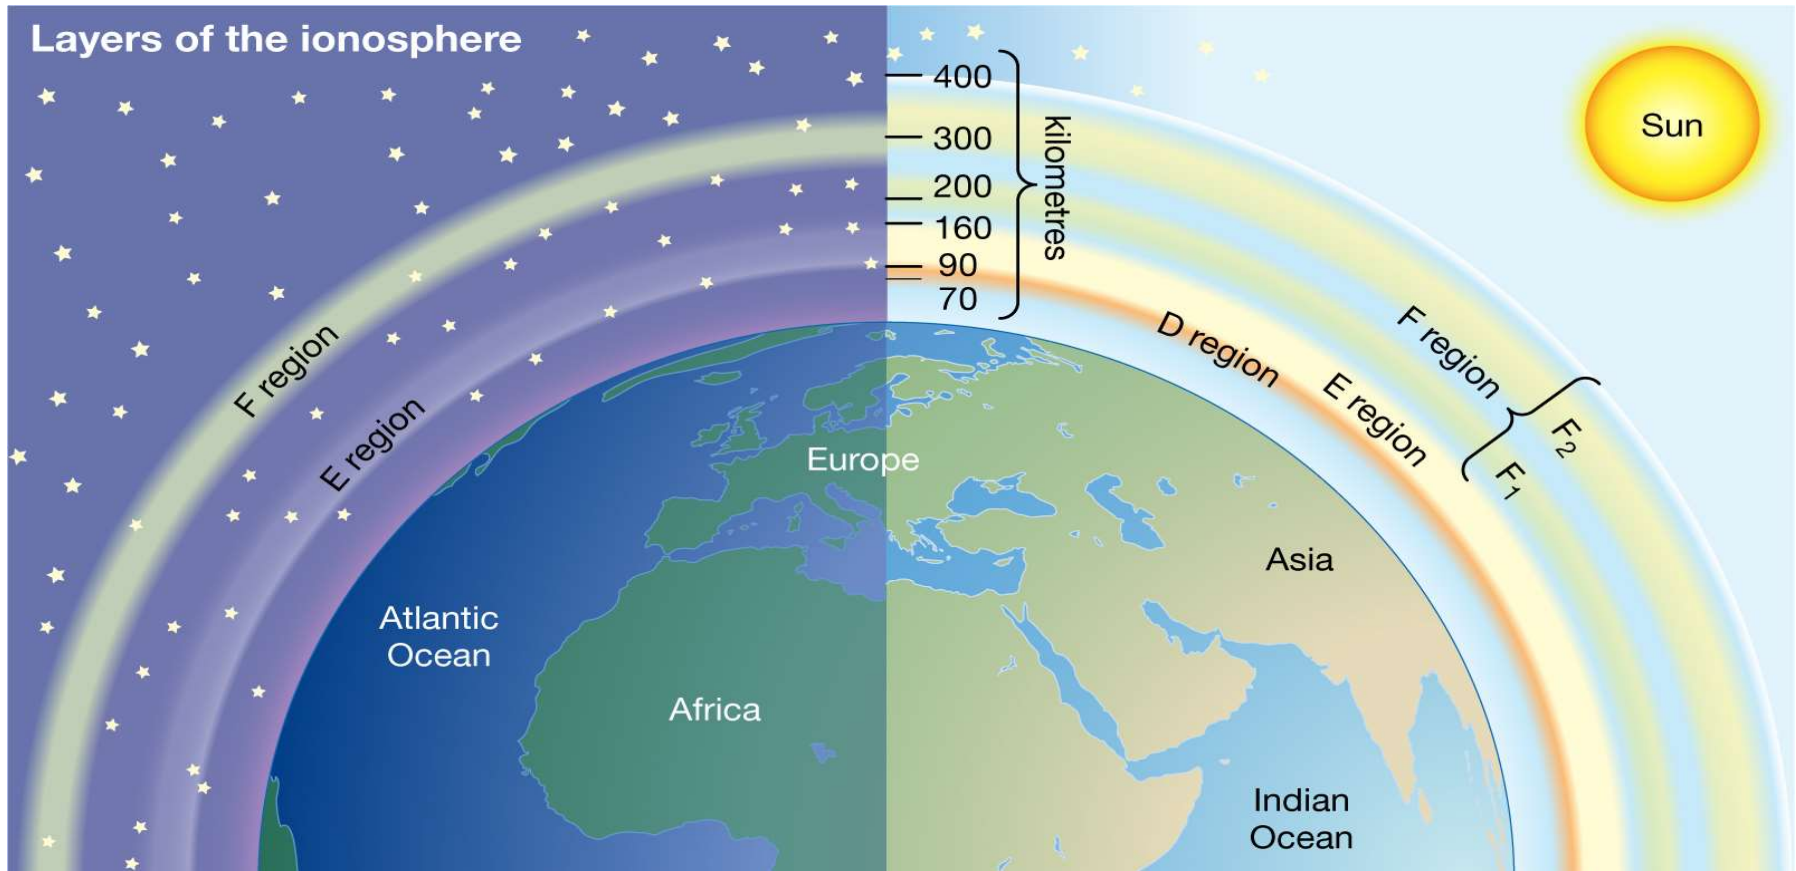 Layers of the ionosphere
400
300
200
160
90
70
kilometres
Sun
F region
E region
D region
E region
F region
F₂
F₁
Europe
Asia
Atlantic
Ocean
Africa
Indian
Ocean